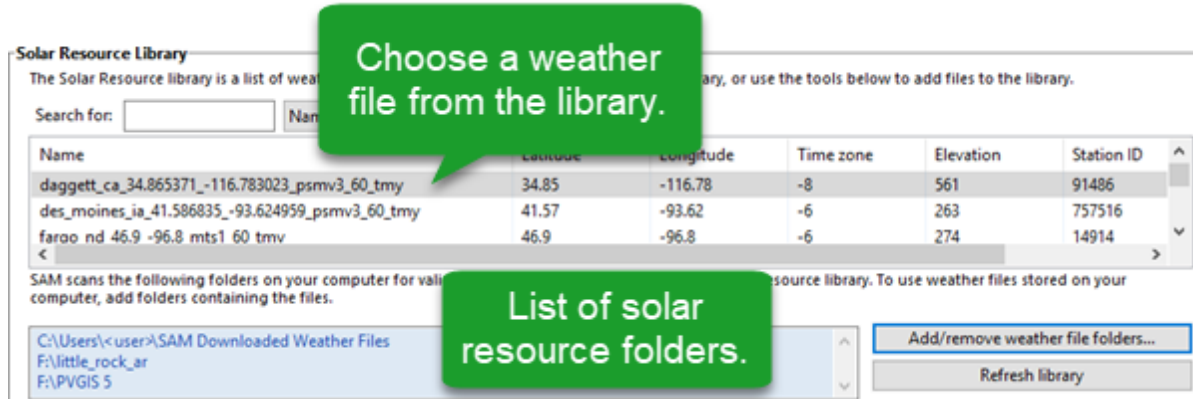 Solar Resource Library
Choose a weather
file from the library.
The Solar Resource library is a list of weat
ary, or use the tools below to add files to the library.
Search for:
Name Latitude Longitude Time zone Elevation Station ID
daggett_ca_34.865371_-116.783023_psmv3_60_tmy 34.85 -116.78 -8 561 91486
des_moines_ia_41.586835_-93.624959_psmv3_60_tmy 41.57 -93.62 -6 263 757516
fargo_nd_46.9_-96.8_mts1_60_tmy 46.9 -96.8 -6 274 14914
SAM scans the following folders on your computer for vali
source library. To use weather files stored on your
computer, add folders containing the files.
List of solar
resource folders.
C:\Users\<user>\SAM Downloaded Weather Files
F:\little_rock_ar
F:\PVGIS 5
Add/remove weather file folders...
Refresh library